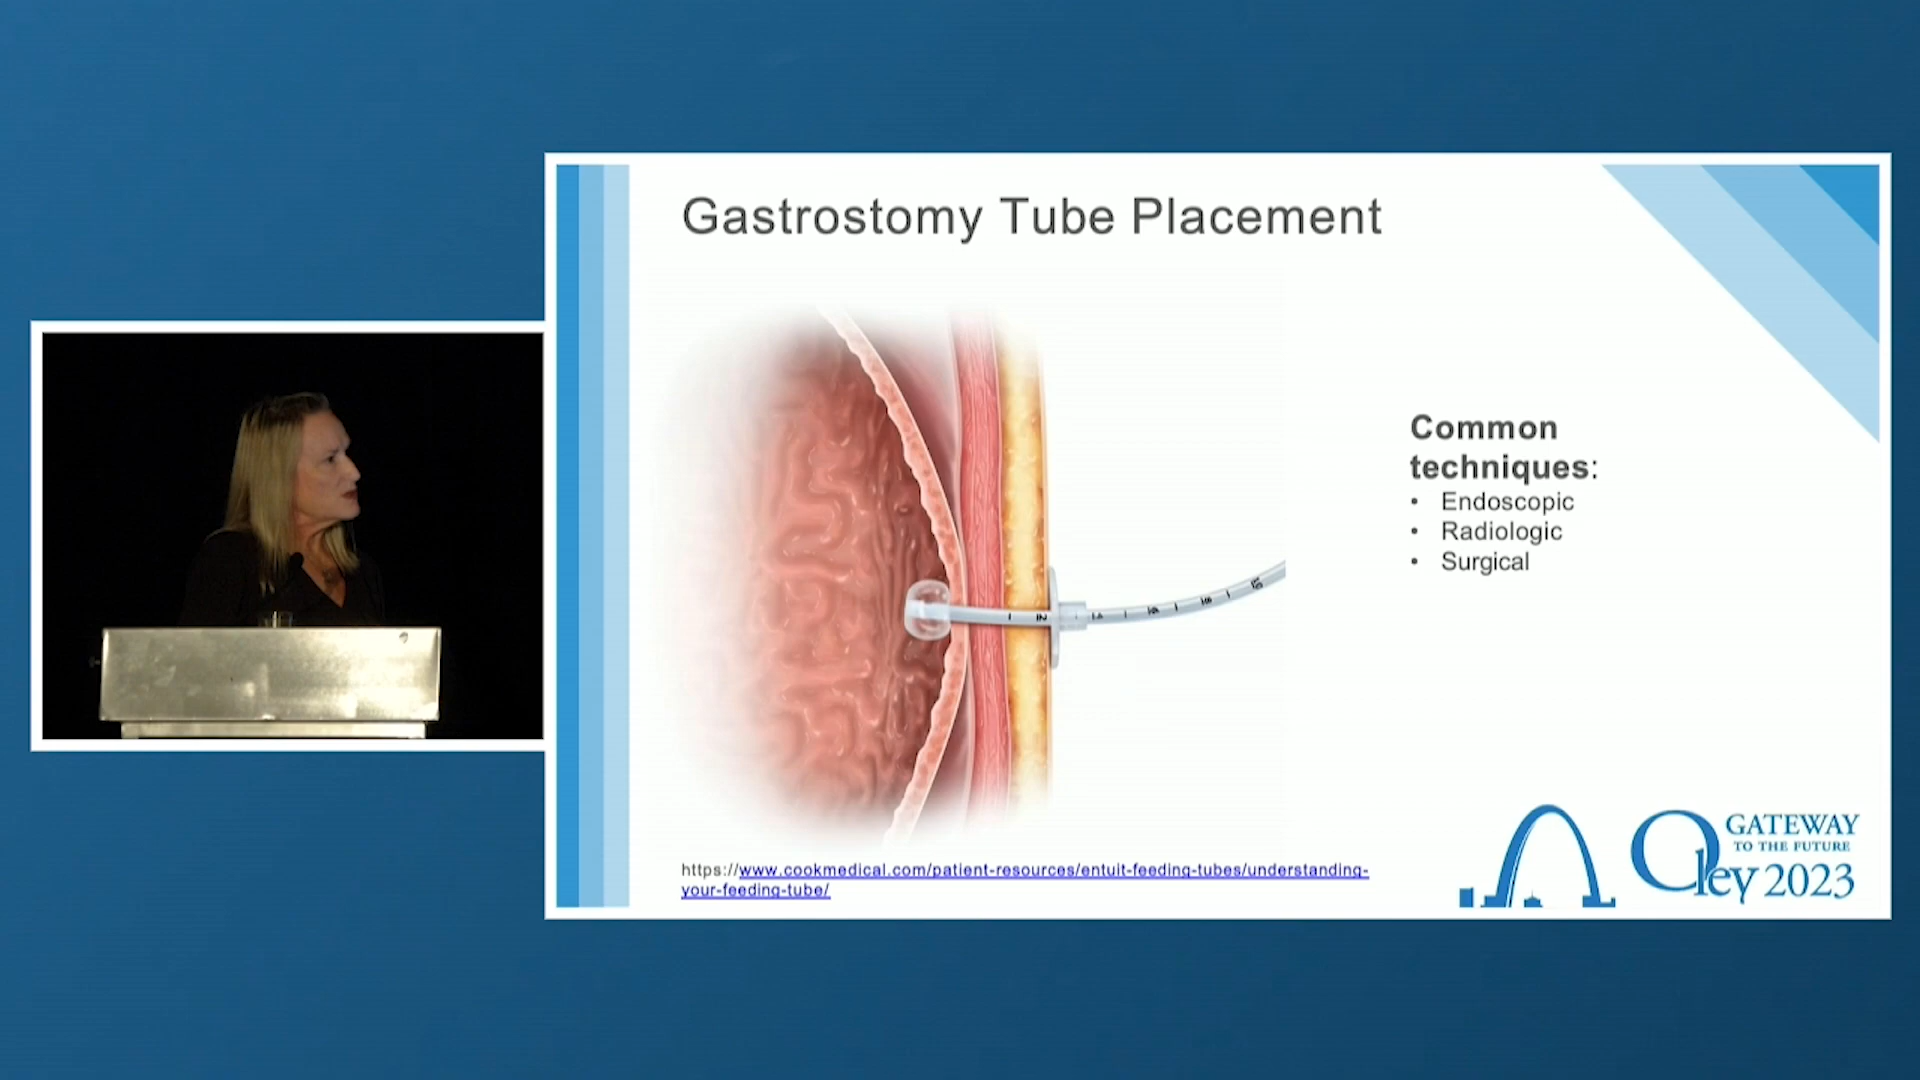 Gastrostomy Tube Placement
Common
techniques:
• Endoscopic
• Radiologic
• Surgical
https://www.cookmedical.com/patient-resources/entuit-feeding-tubes/understanding-
your-feeding-tube/
GATEWAY
TO THE FUTURE
Oley 2023